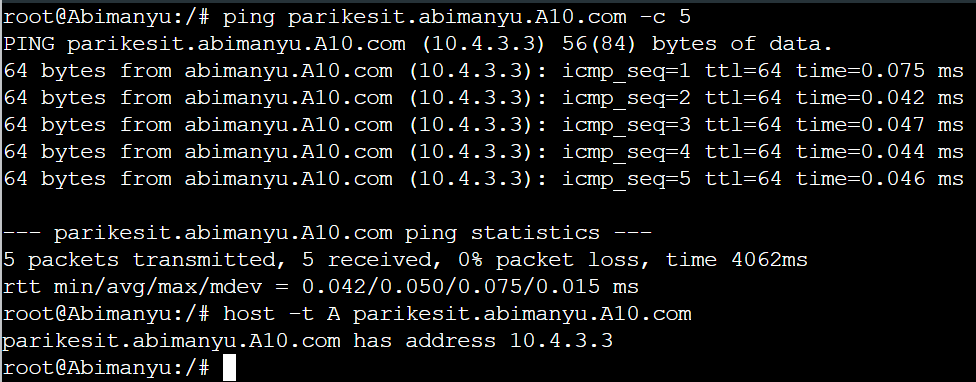 root@Abimanyu:/# ping parikesit.abimanyu.A10.com -c 5
PING parikesit.abimanyu.A10.com (10.4.3.3) 56(84) bytes of data.
64 bytes from abimanyu.A10.com (10.4.3.3): icmp_seq=1 ttl=64 time=0.075 ms
64 bytes from abimanyu.A10.com (10.4.3.3): icmp_seq=2 ttl=64 time=0.042 ms
64 bytes from abimanyu.A10.com (10.4.3.3): icmp_seq=3 ttl=64 time=0.047 ms
64 bytes from abimanyu.A10.com (10.4.3.3): icmp_seq=4 ttl=64 time=0.044 ms
64 bytes from abimanyu.A10.com (10.4.3.3): icmp_seq=5 ttl=64 time=0.046 ms
--- parikesit.abimanyu.A10.com ping statistics ---
5 packets transmitted, 5 received, 0% packet loss, time 4062ms
rtt min/avg/max/mdev = 0.042/0.050/0.075/0.015 ms
root@Abimanyu:/# host -t A parikesit.abimanyu.A10.com
parikesit.abimanyu.A10.com has address 10.4.3.3
root@Abimanyu:/#